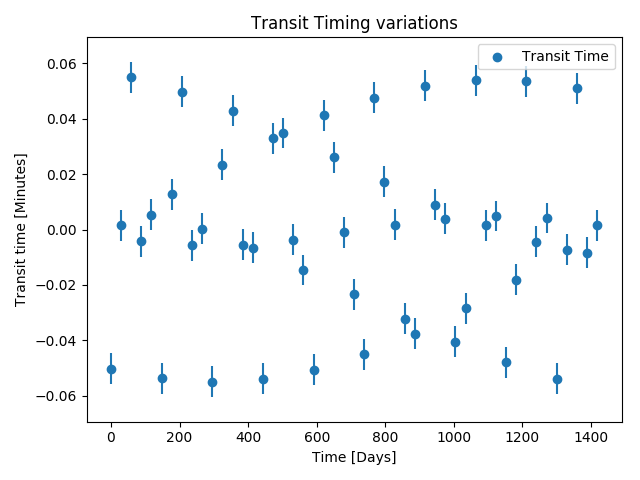 Transit Timing variations
Transit Time
Transit time [Minutes]
0.06
0.04
0.02
0.00
−0.02
−0.04
−0.06
0 200 400 600 800 1000 1200 1400
Time [Days]